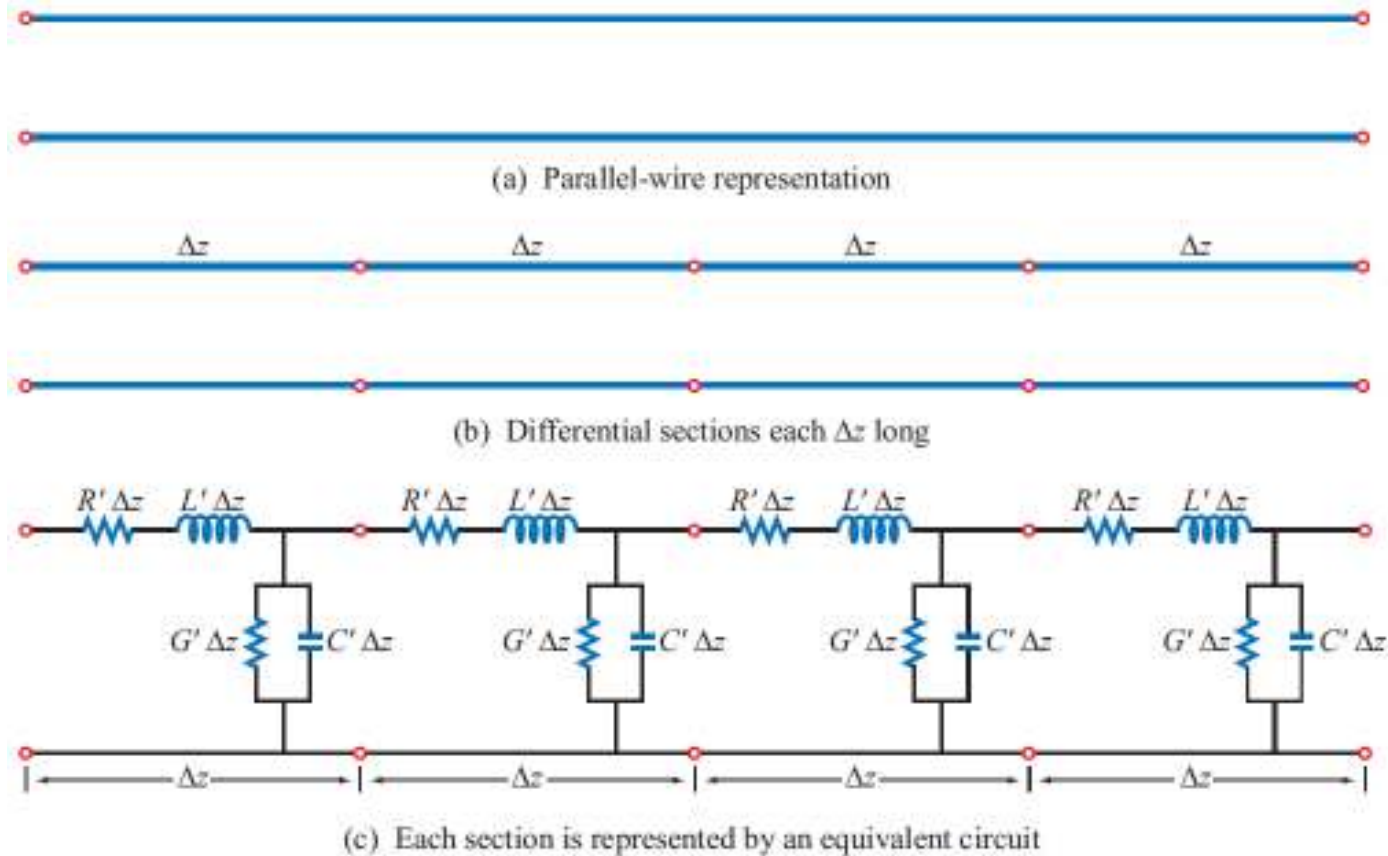 (a) Parallel-wire representation
Δz Δz Δz Δz
(b) Differential sections each Δz long
R′ Δz L′ Δz R′ Δz L′ Δz R′ Δz L′ Δz R′ Δz L′ Δz
G′ Δz C′ Δz G′ Δz C′ Δz G′ Δz C′ Δz G′ Δz C′ Δz
Δz Δz Δz Δz
(c) Each section is represented by an equivalent circuit